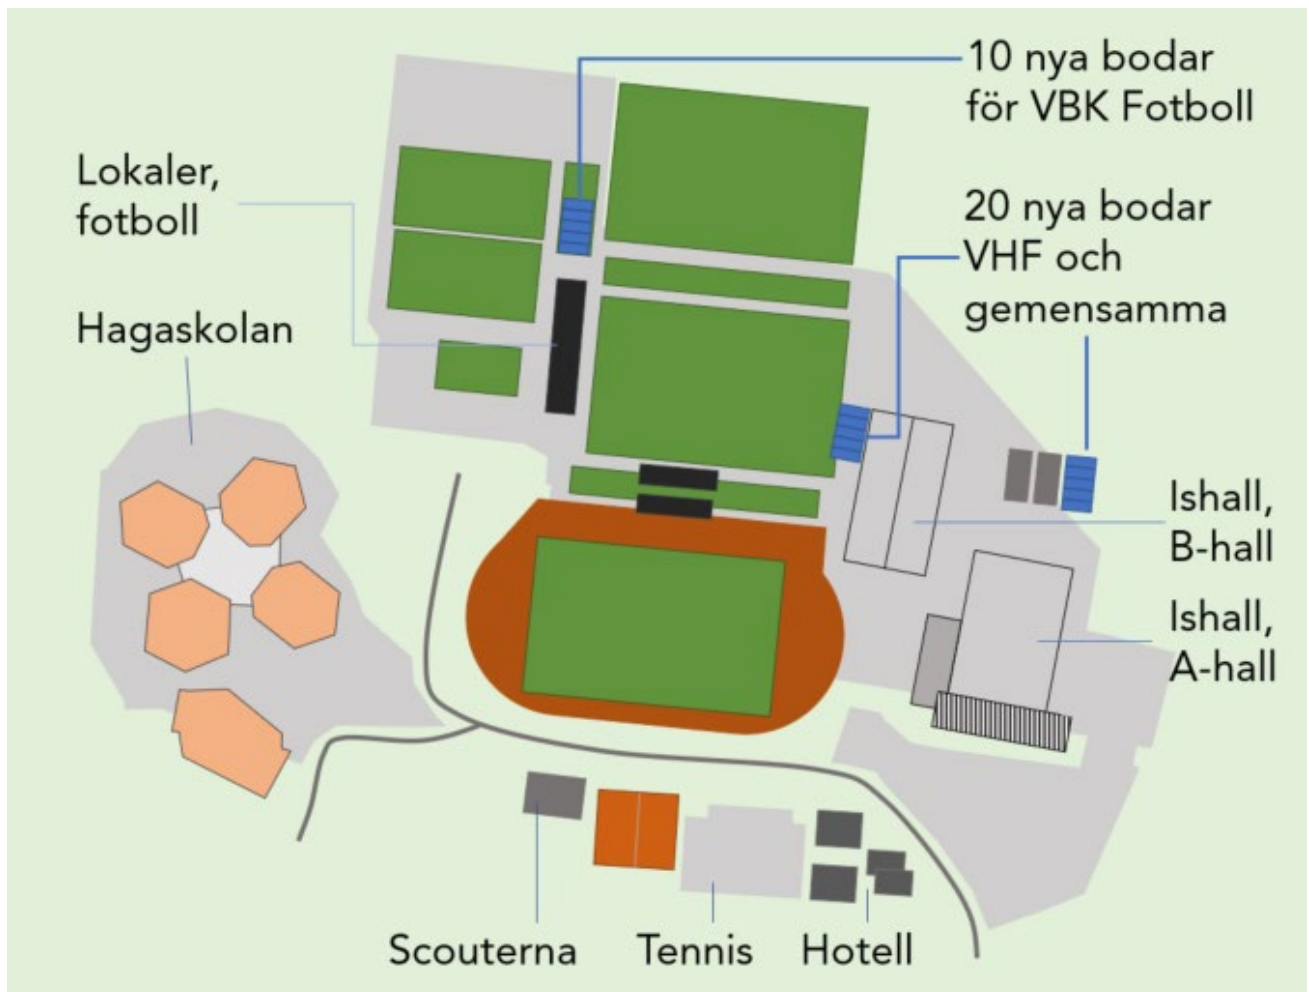 10 nya bodar
för VBK Fotboll
Lokaler,
fotboll
20 nya bodar
VHF och
gemensamma
Hagaskolan
Ishall,
B-hall
Ishall,
A-hall
Scouterna
Tennis
Hotell